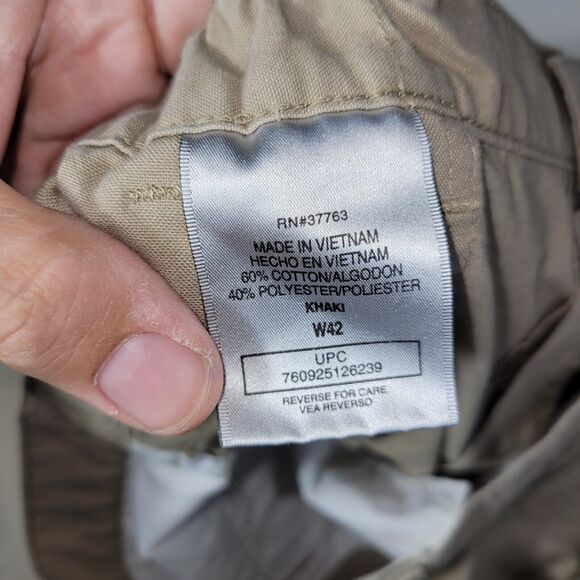 RN#37763
MADE IN VIETNAM
HECHO EN VIETNAM
60% COTTON/ALGODON
40% POLYESTER/POLIESTER
KHAKI
W42
UPC
760925126239
REVERSE FOR CARE
VEA REVERSO